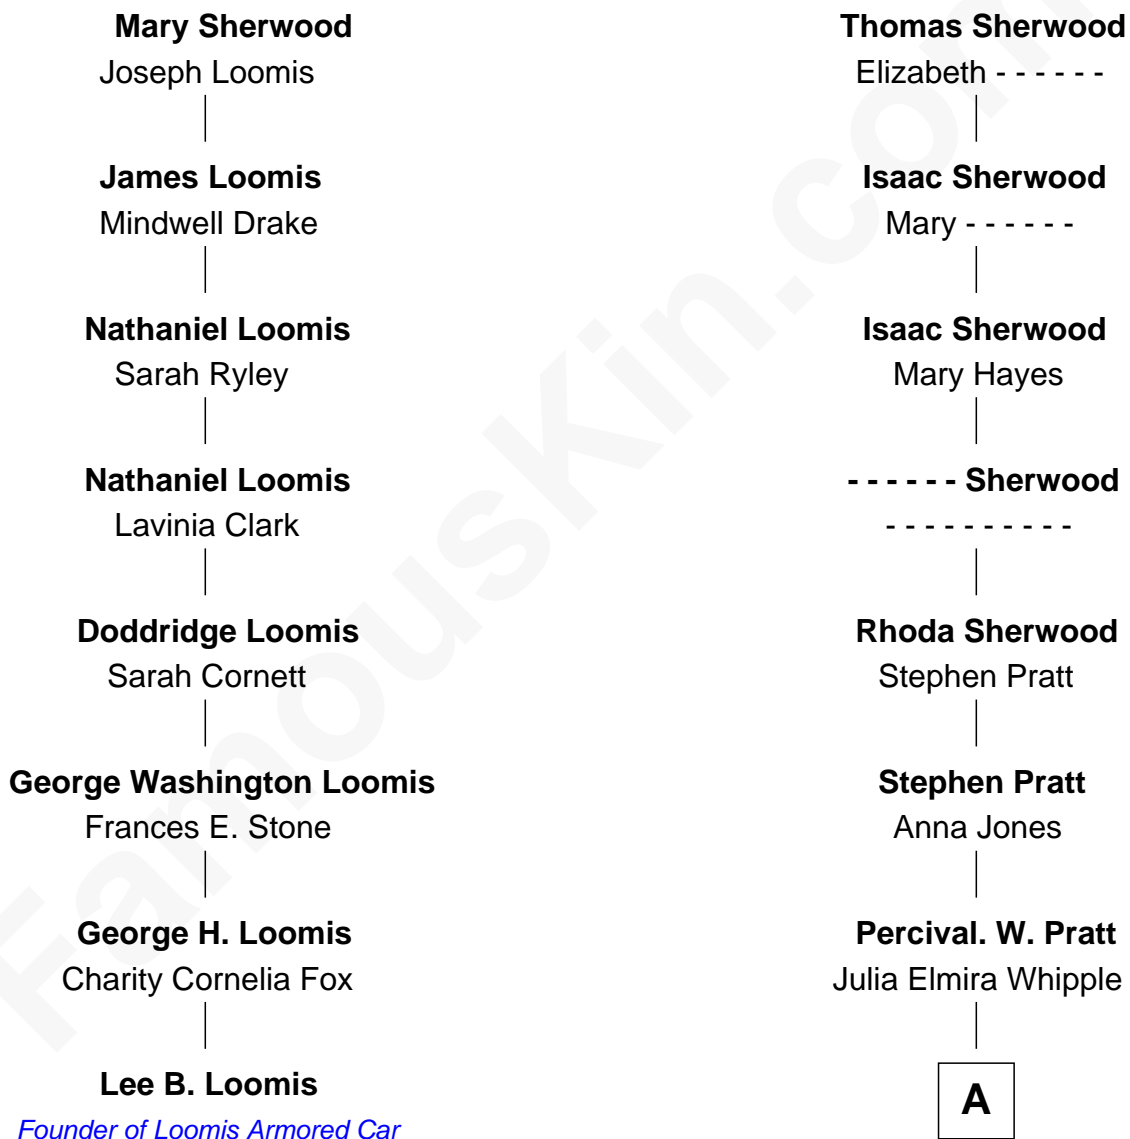 Mary Sherwood
Joseph Loomis
James Loomis
Mindwell Drake
Nathaniel Loomis
Sarah Ryley
Nathaniel Loomis
Lavinia Clark
Doddridge Loomis
Sarah Cornett
George Washington Loomis
Frances E. Stone
George H. Loomis
Charity Cornelia Fox
Lee B. Loomis
Founder of Loomis Armored Car
Thomas Sherwood
Elizabeth - - - - - -
Isaac Sherwood
Mary - - - - - -
Isaac Sherwood
Mary Hayes
- - - - - - Sherwood
- - - - - - - - - -
Rhoda Sherwood
Stephen Pratt
Stephen Pratt
Anna Jones
Percival. W. Pratt
Julia Elmira Whipple
A
FamousKin.com